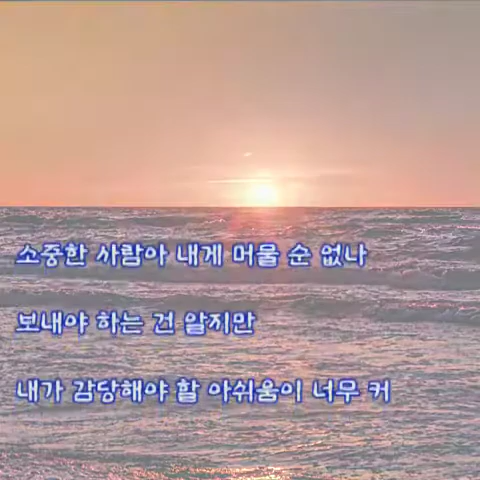 소중한 사람아 내게 머물 순 없나
보내야 하는 건 알지만
내가 감당해야 할 아쉬움이 너무 커